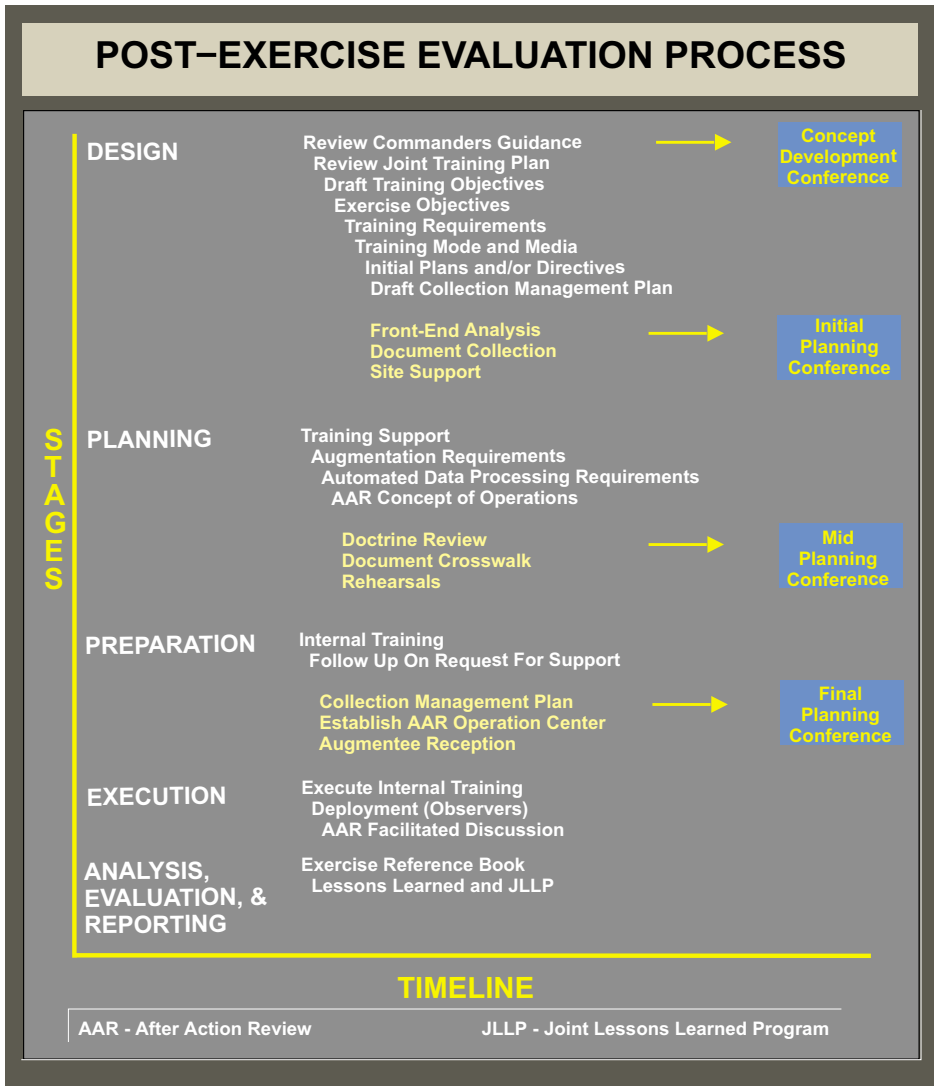 POST–EXERCISE EVALUATION PROCESS
DESIGN
Review Commanders Guidance
Review Joint Training Plan
Draft Training Objectives
Exercise Objectives
Training Requirements
Training Mode and Media
Initial Plans and/or Directives
Draft Collection Management Plan
Concept
Development
Conference
Front-End Analysis
Document Collection
Site Support
Initial
Planning
Conference
STAGES
PLANNING
Training Support
Augmentation Requirements
Automated Data Processing Requirements
AAR Concept of Operations
Doctrine Review
Document Crosswalk
Rehearsals
Mid
Planning
Conference
PREPARATION
Internal Training
Follow Up On Request For Support
Collection Management Plan
Establish AAR Operation Center
Augmentee Reception
Final
Planning
Conference
EXECUTION
Execute Internal Training
Deployment (Observers)
AAR Facilitated Discussion
ANALYSIS,
EVALUATION, &
REPORTING
Exercise Reference Book
Lessons Learned and JLLP
TIMELINE
AAR - After Action Review
JLLP - Joint Lessons Learned Program